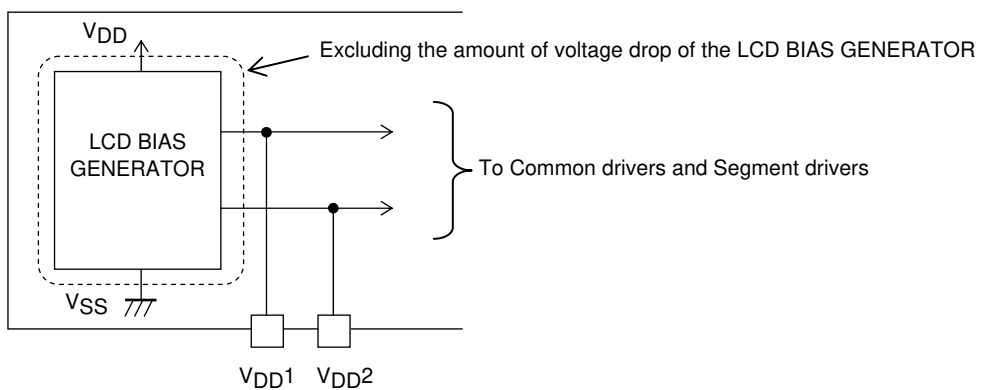 VDD
Excluding the amount of voltage drop of the LCD BIAS GENERATOR
LCD BIAS
GENERATOR
To Common drivers and Segment drivers
VSS
VDD1 VDD2